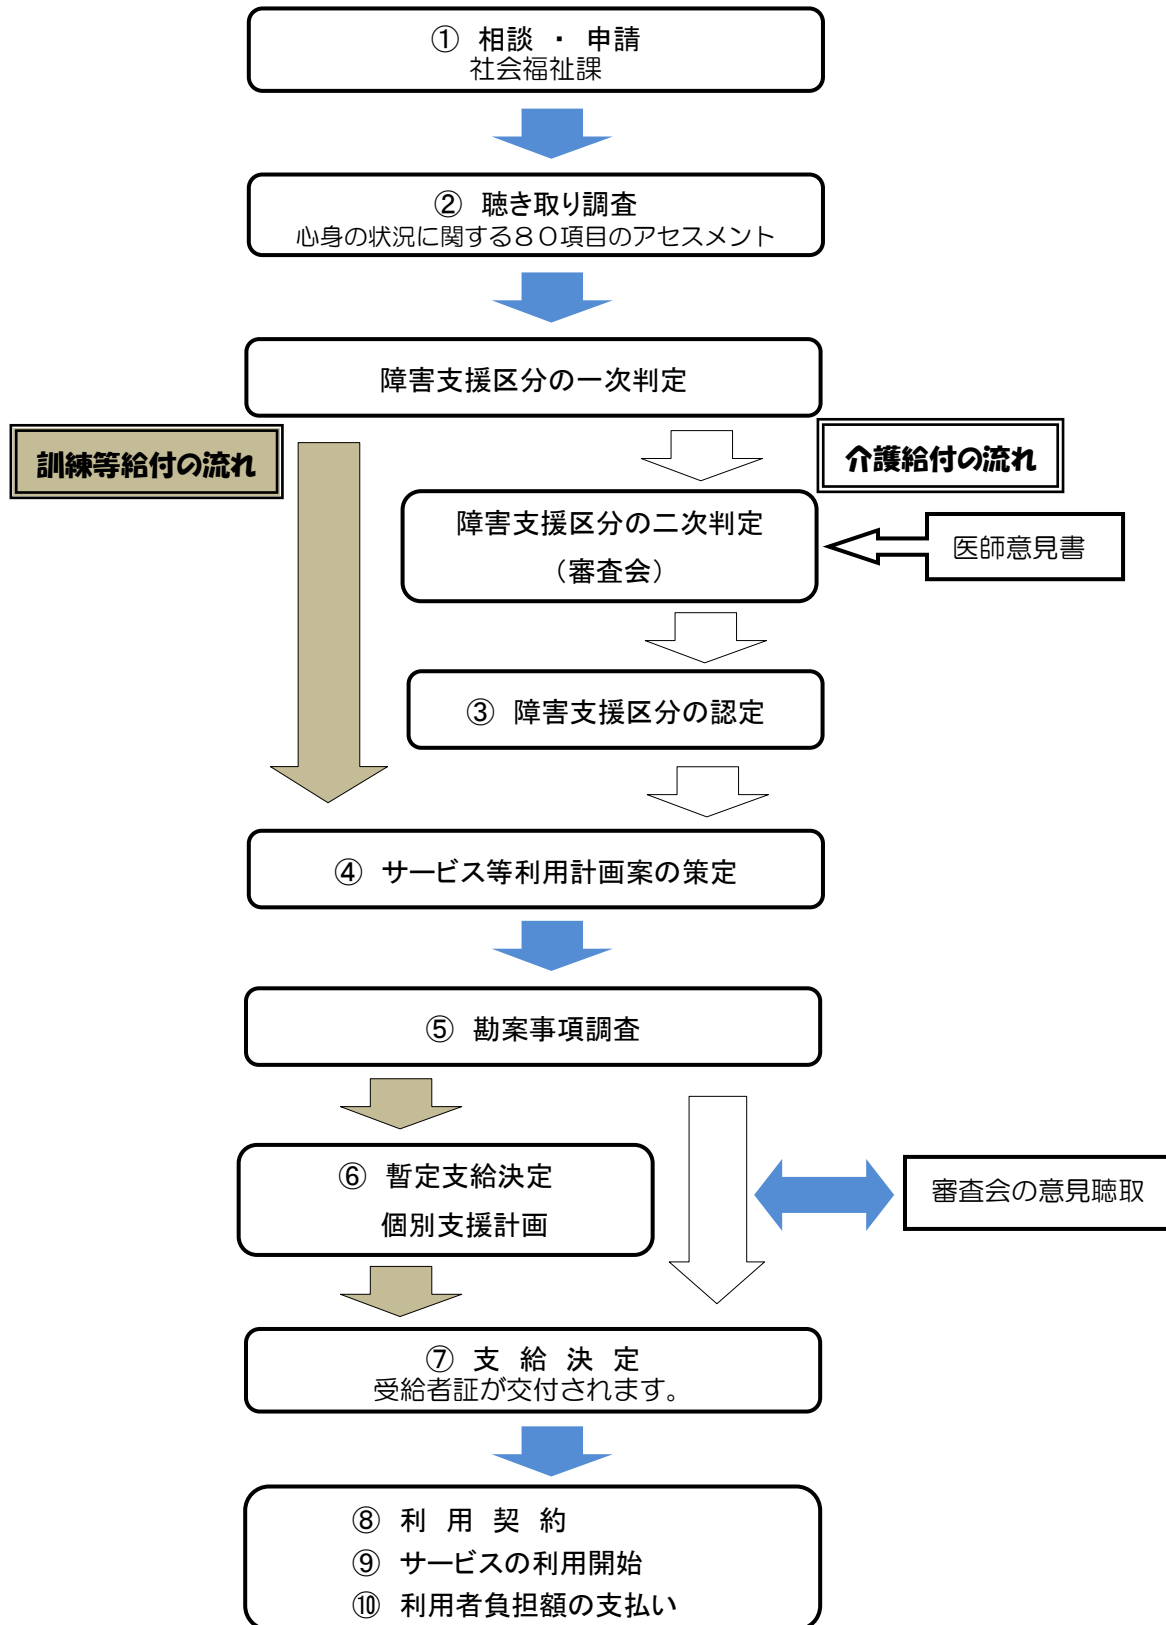 ① 相談 ・ 申請
社会福祉課
② 聴き取り調査
心身の状況に関する８０項目のアセスメント
障害支援区分の一次判定
訓練等給付の流れ
介護給付の流れ
障害支援区分の二次判定
（審査会）
医師意見書
③ 障害支援区分の認定
④ サービス等利用計画案の策定
⑤ 勘案事項調査
⑥ 暫定支給決定
個別支援計画
審査会の意見聴取
⑦ 支 給 決 定
受給者証が交付されます。
⑧ 利 用 契 約
⑨ サービスの利用開始
⑩ 利用者負担額の支払い